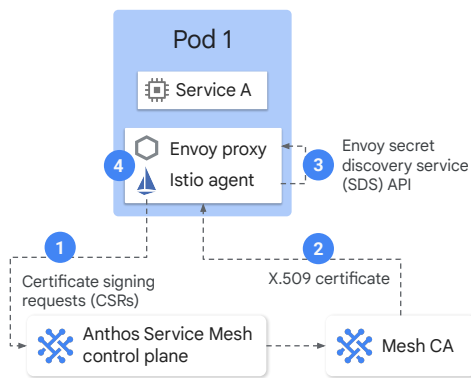 Pod 1
Service A
Envoy proxy
Istio agent
4
3
Envoy secret
discovery service
(SDS) API
1
Certificate signing
requests (CSRs)
2
X.509 certificate
Anthos Service Mesh
control plane
Mesh CA